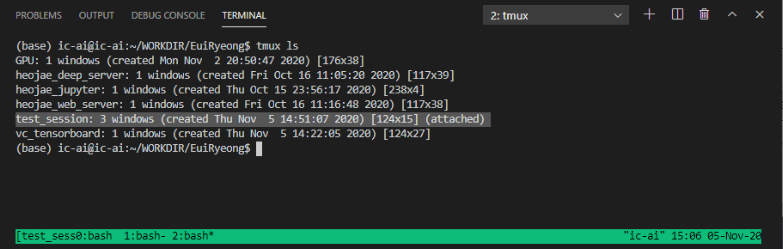 PROBLEMS OUTPUT DEBUG CONSOLE TERMINAL 2: tmux
(base) ic-ai@ic-ai:~/WORKDIR/EuiRyeong$ tmux ls
GPU: 1 windows (created Mon Nov  2 20:50:47 2020) [176x38]
heojae_deep_server: 1 windows (created Fri Oct 16 11:05:20 2020) [117x39]
heojae_jupyter: 1 windows (created Thu Oct 15 23:56:17 2020) [238x4]
heojae_web_server: 1 windows (created Fri Oct 16 11:16:48 2020) [117x38]
test_session: 3 windows (created Thu Nov  5 14:51:07 2020) [124x15] (attached)
vc_tensorboard: 1 windows (created Thu Nov  5 14:22:05 2020) [124x27]
(base) ic-ai@ic-ai:~/WORKDIR/EuiRyeong$
[test_sess0:bash  1:bash- 2:bash* "ic-ai" 15:06 05-Nov-20